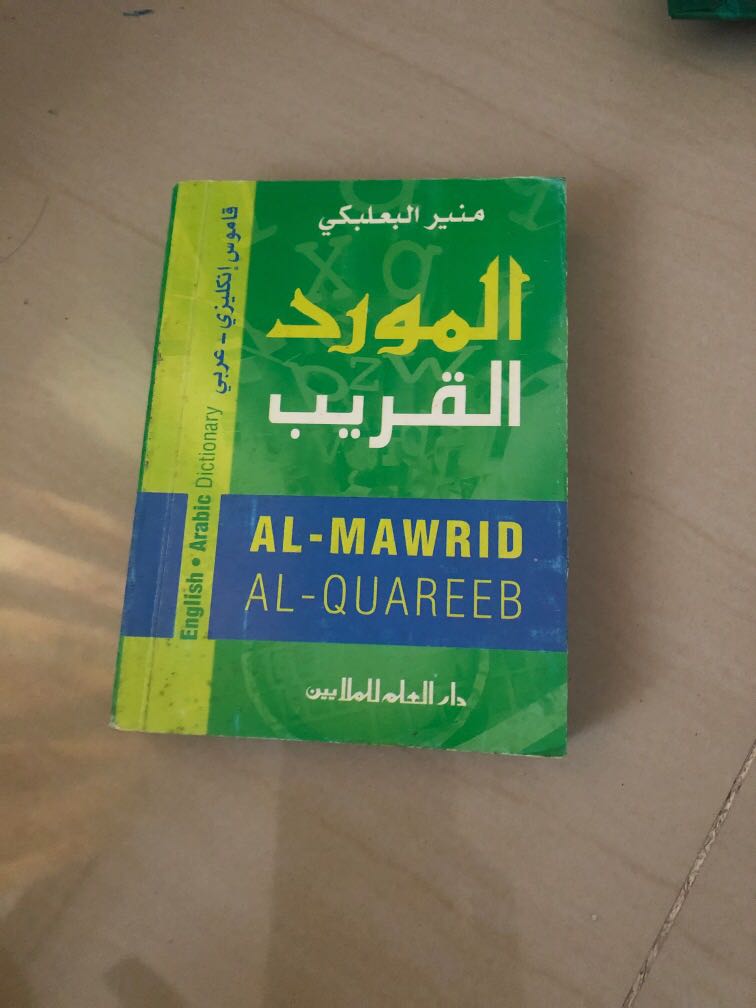 منير البعلبكي
المورد
القريب
AL-MAWRID
AL-QUAREEB
دار العلم للملايين
قاموس إنكليزي - عربي
English • Arabic Dictionary